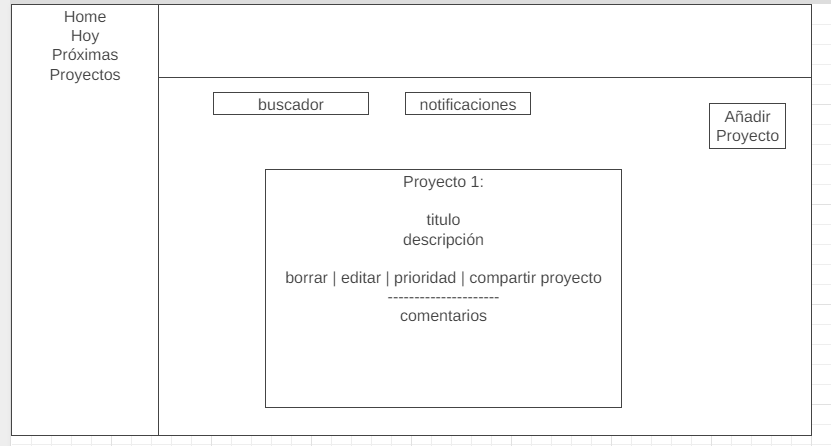 Home
Hoy
Próximas
Proyectos
buscador
notificaciones
Añadir
Proyecto
Proyecto 1:
titulo
descripción
borrar | editar | prioridad | compartir proyecto
---------------------
comentarios